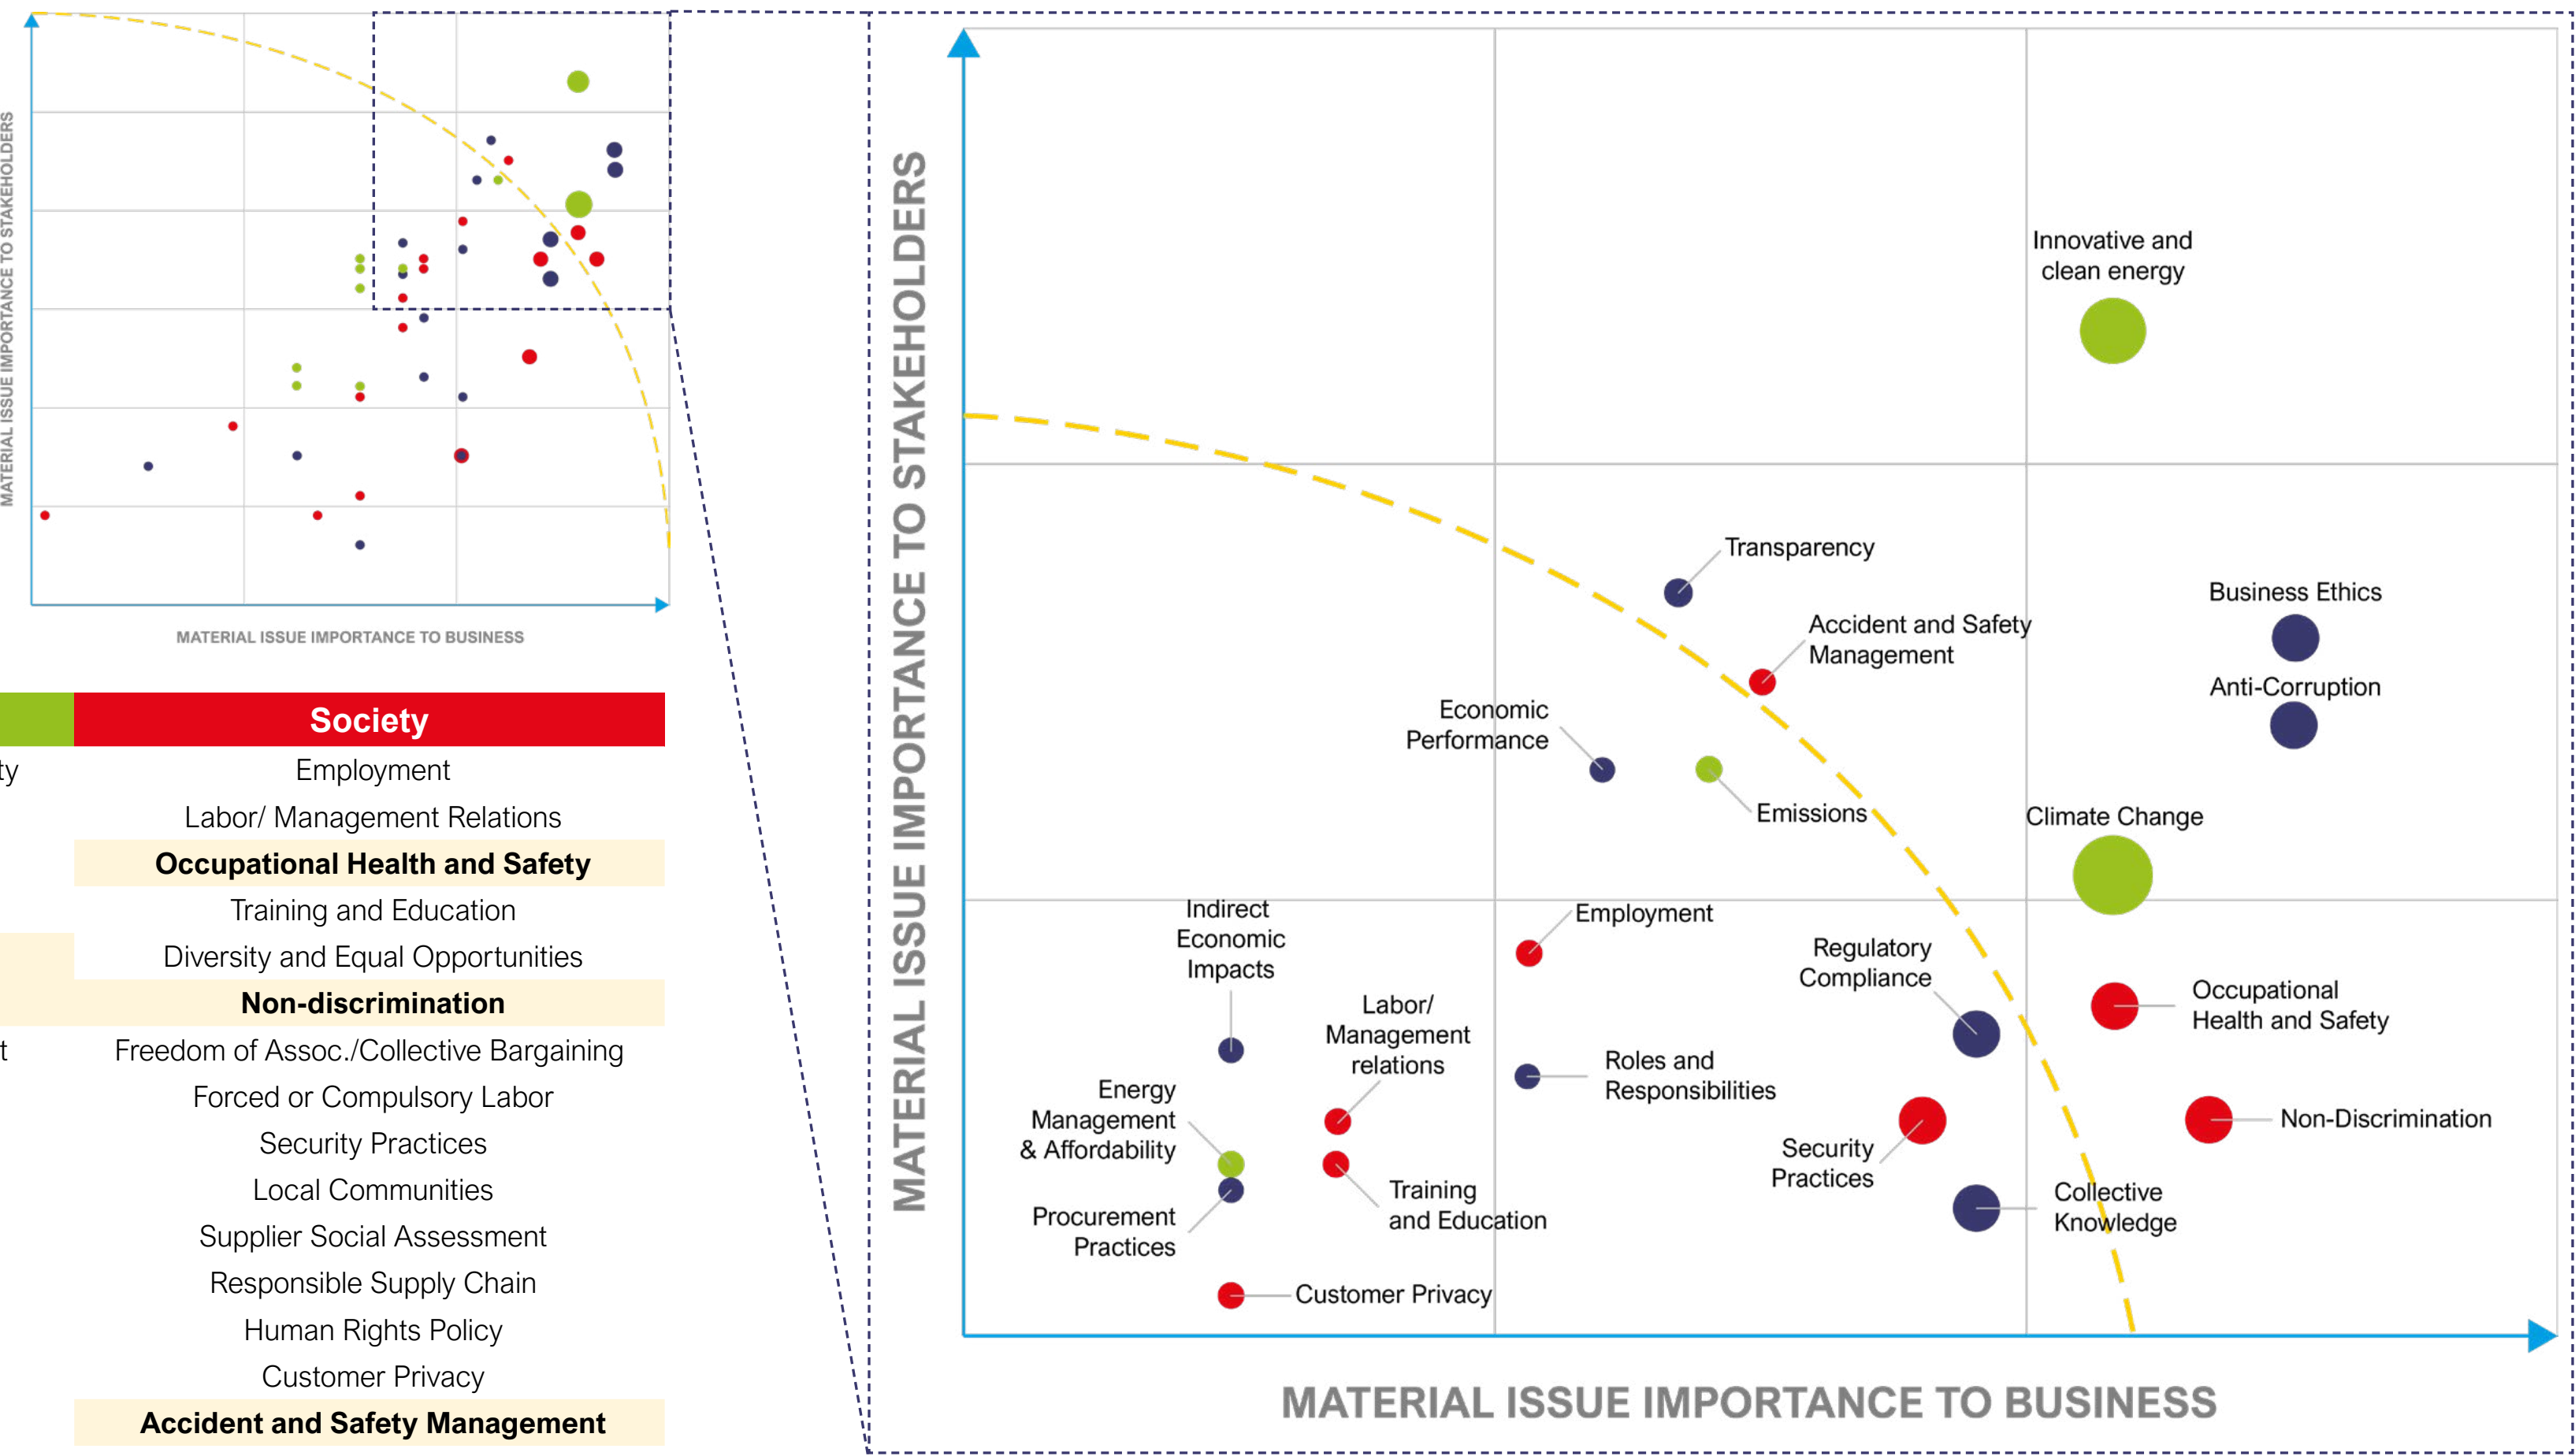 MATERIAL ISSUE IMPORTANCE TO STAKEHOLDERS
MATERIAL ISSUE IMPORTANCE TO BUSINESS
Society
ty
Employment
Labor/ Management Relations
Occupational Health and Safety
Training and Education
Diversity and Equal Opportunities
Non-discrimination
t
Freedom of Assoc./Collective Bargaining
Forced or Compulsory Labor
Security Practices
Local Communities
Supplier Social Assessment
Responsible Supply Chain
Human Rights Policy
Customer Privacy
Accident and Safety Management
MATERIAL ISSUE IMPORTANCE TO STAKEHOLDERS
Innovative and
clean energy
Transparency
Business Ethics
Accident and Safety
Management
Anti-Corruption
Economic
Performance
Emissions
Climate Change
Indirect
Economic
Impacts
Employment
Regulatory
Compliance
Occupational
Health and Safety
Labor/
Management
relations
Roles and
Responsibilities
Energy
Management
& Affordability
Non-Discrimination
Security
Practices
Training
and Education
Collective
Knowledge
Procurement
Practices
Customer Privacy
MATERIAL ISSUE IMPORTANCE TO BUSINESS